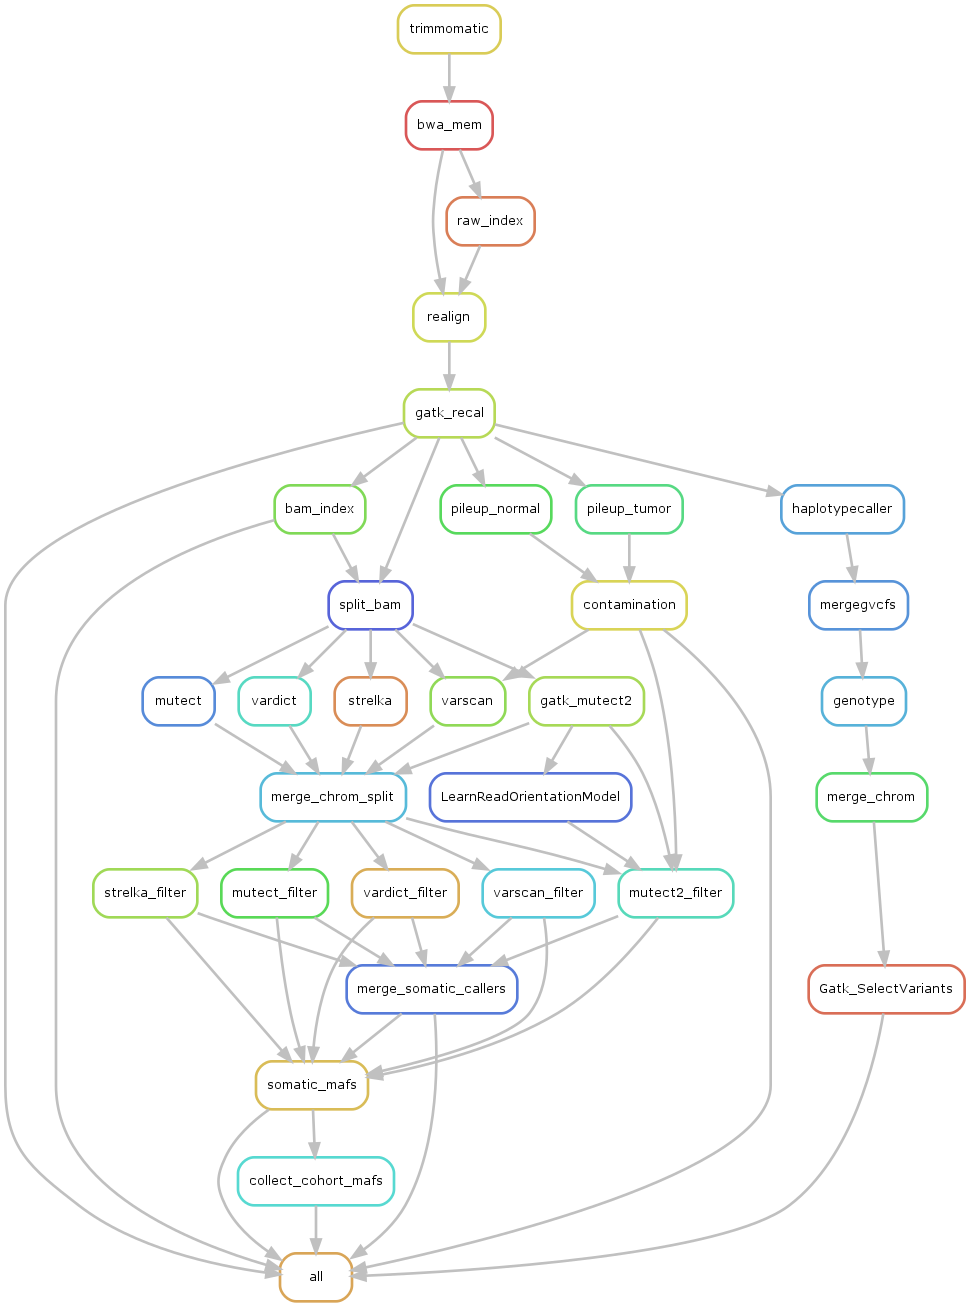 trimmomatic
bwa_mem
raw_index
realign
gatk_recal
bam_index
pileup_normal
pileup_tumor
haplotypecaller
split_bam
contamination
mergegvcfs
mutect
vardict
strelka
varscan
gatk_mutect2
genotype
merge_chrom_split
LearnReadOrientationModel
merge_chrom
strelka_filter
mutect_filter
vardict_filter
varscan_filter
mutect2_filter
merge_somatic_callers
Gatk_SelectVariants
somatic_mafs
collect_cohort_mafs
all